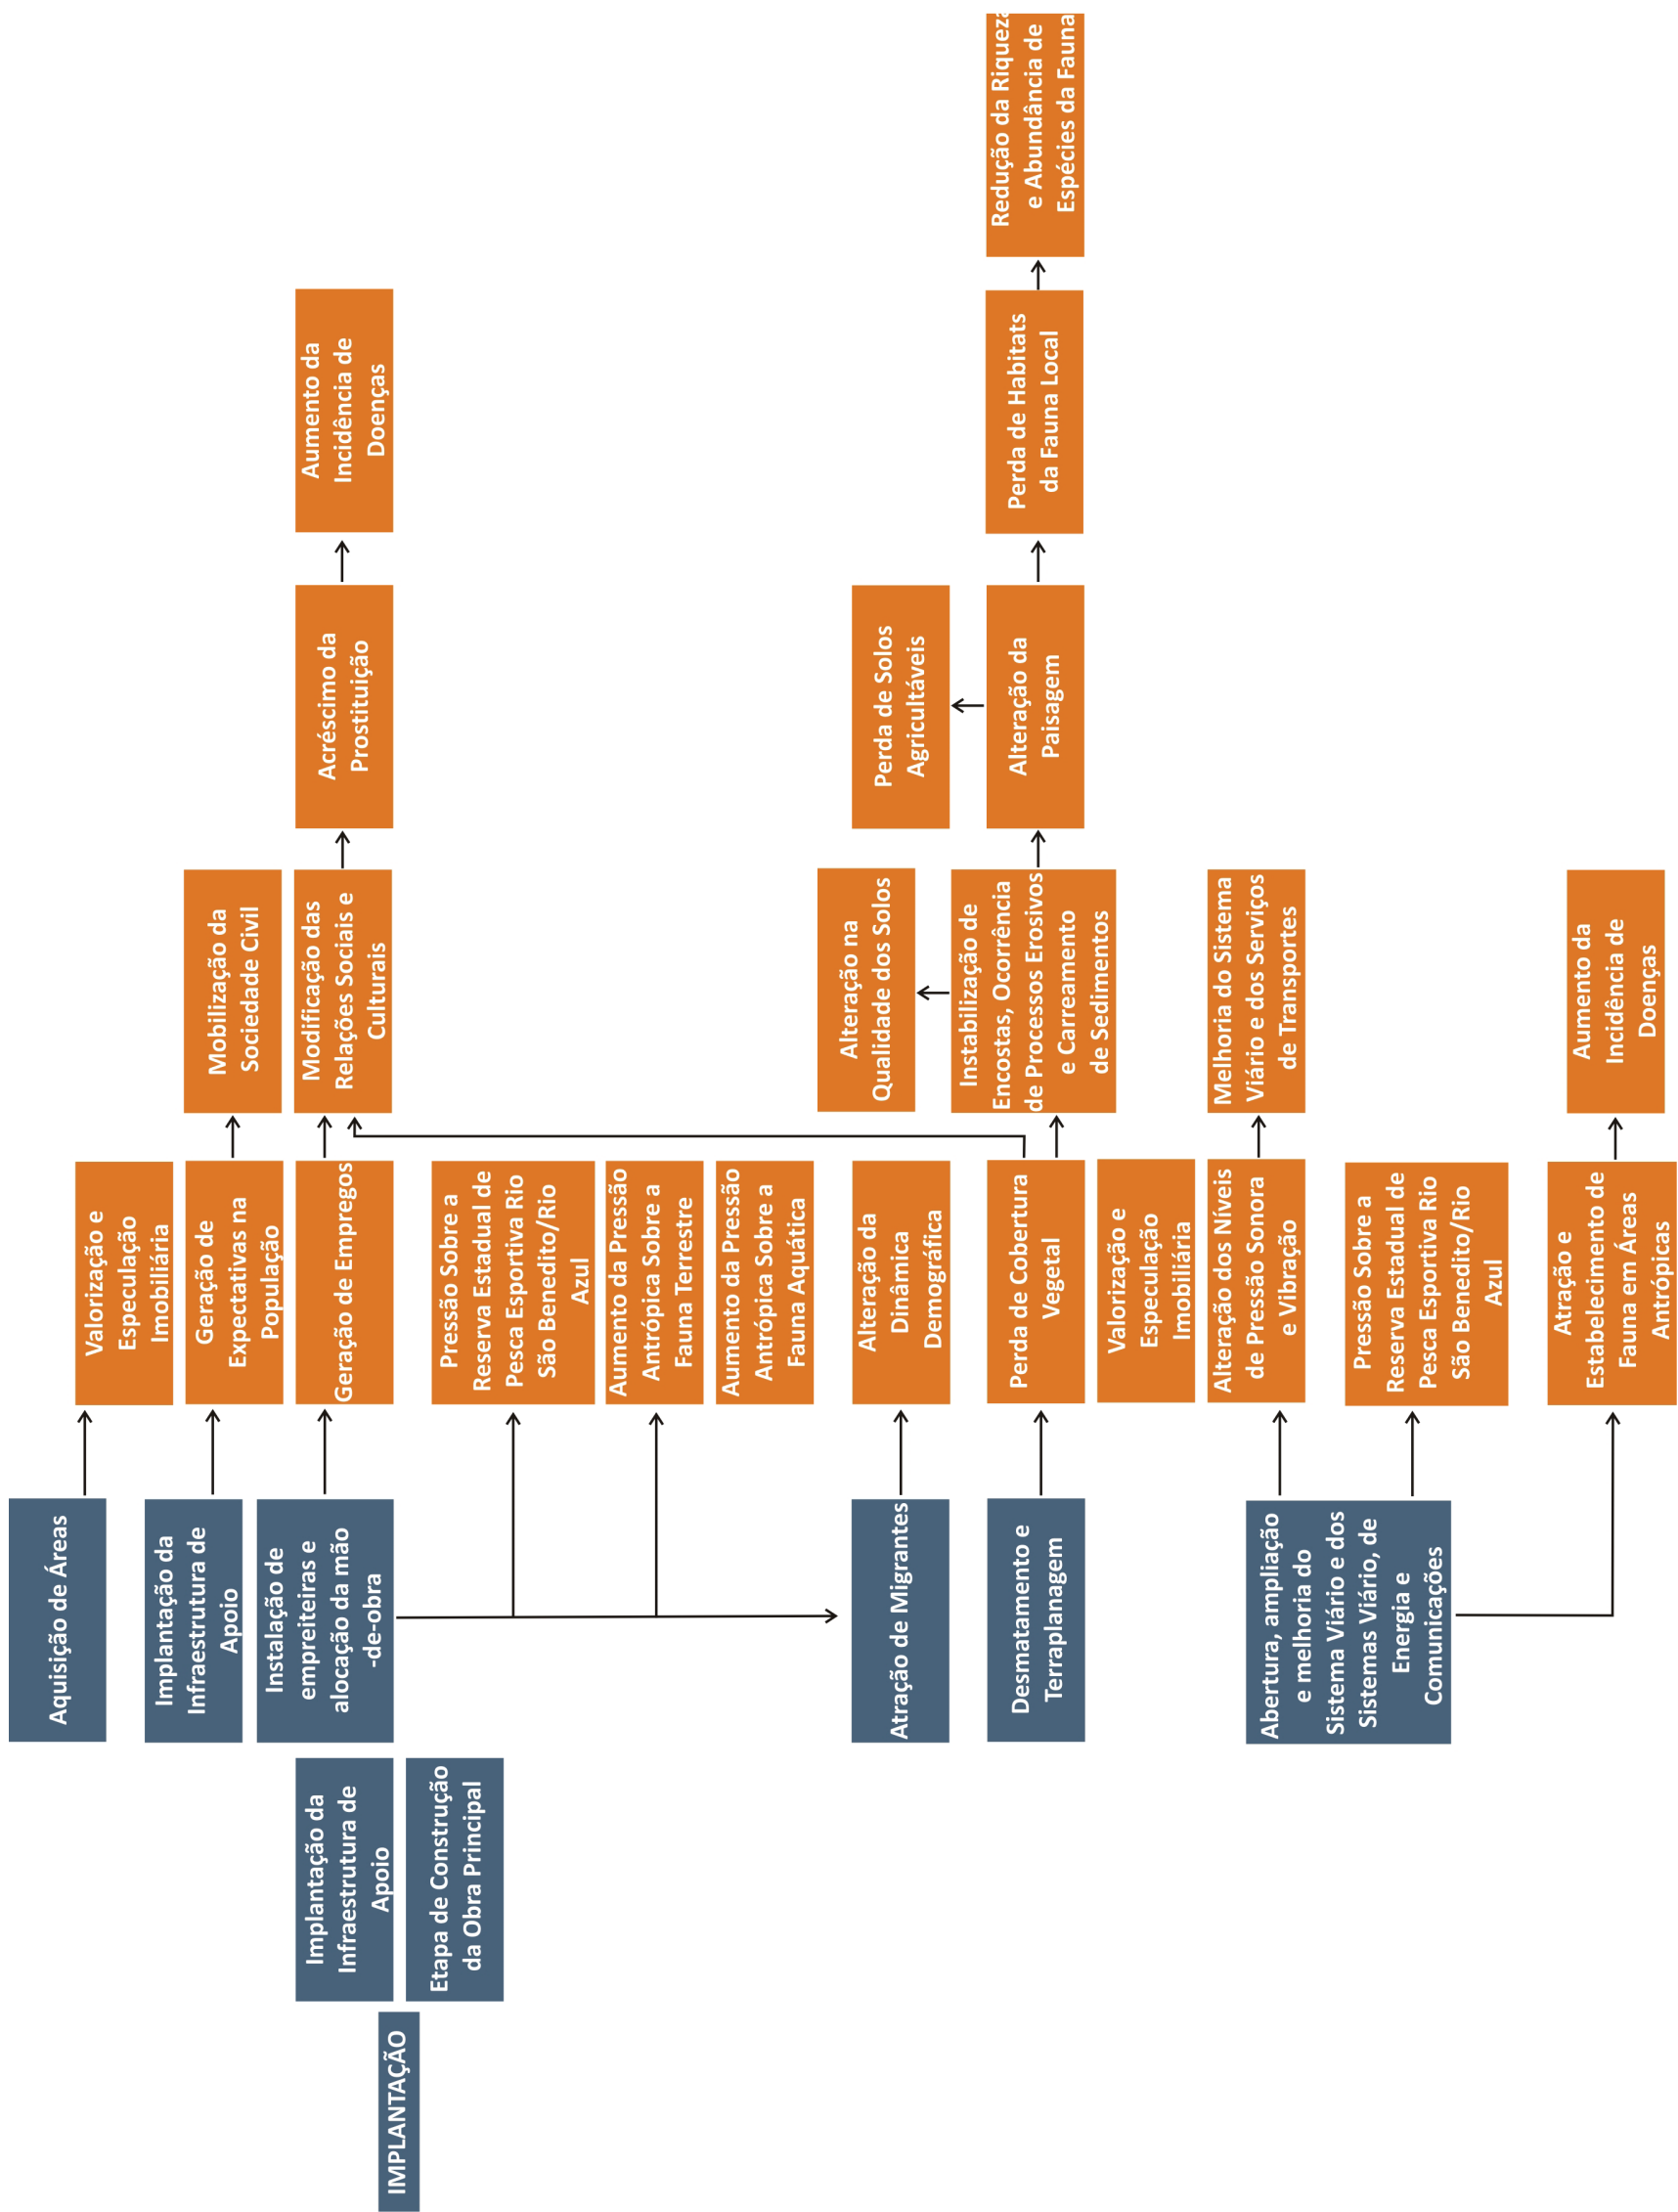 IMPLANTAÇÃO
Implantação da
Infraestrutura de
Apoio
Etapa de Construção
da Obra Principal
Aquisição de Áreas
Implantação da
Infraestrutura de
Apoio
Instalação de
empreiteiras e
alocação da mão
-de-obra
Atração de Migrantes
Desmatamento e
Terraplanagem
Abertura, ampliação
e melhoria do
Sistema Viário e dos
Sistemas Viário, de
Energia e
Comunicações
Valorização e
Especulação
Imobiliária
Geração de
Expectativas na
População
Geração de Empregos
Pressão Sobre a
Reserva Estadual de
Pesca Esportiva Rio
São Benedito/Rio
Azul
Aumento da Pressão
Antrópica Sobre a
Fauna Terrestre
Aumento da Pressão
Antrópica Sobre a
Fauna Aquática
Alteração da
Dinâmica
Demográfica
Perda de Cobertura
Vegetal
Valorização e
Especulação
Imobiliária
Alteração dos Níveis
de Pressão Sonora
e Vibração
Pressão Sobre a
Reserva Estadual de
Pesca Esportiva Rio
São Benedito/Rio
Azul
Atração e
Estabelecimento de
Fauna em Áreas
Antrópicas
Mobilização da
Sociedade Civil
Modificação das
Relações Sociais e
Culturais
Alteração na
Qualidade dos Solos
Instabilização de
Encostas, Ocorrência
de Processos Erosivos
e Carreamento
de Sedimentos
Melhoria do Sistema
Viário e dos Serviços
de Transportes
Aumento da
Incidência de
Doenças
Acréscimo da
Prostituição
Perda de Solos
Agricultáveis
Alteração da
Paisagem
Aumento da
Incidência de
Doenças
Perda de Habitats
da Fauna Local
Redução da Riqueza
e Abundância de
Espécies da Fauna